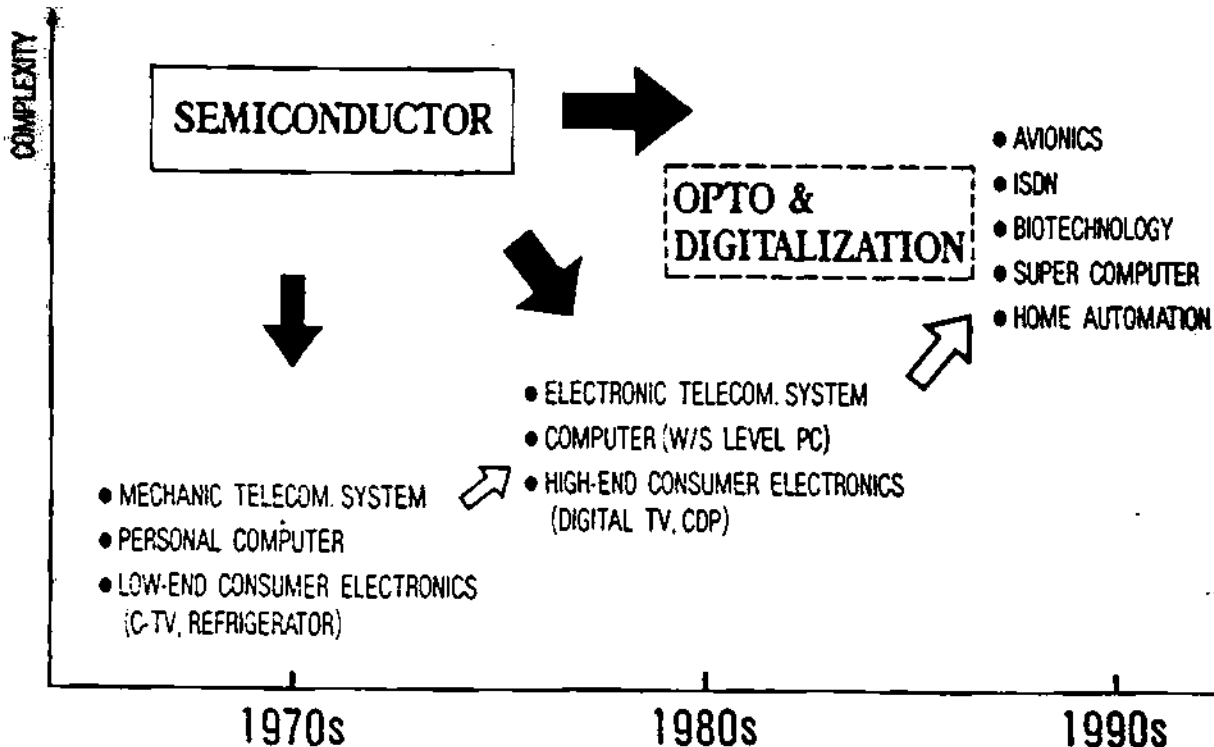 COMPLEXITY
SEMICONDUCTOR
OPTO &
DIGITALIZATION
● AVIONICS
● ISDN
● BIOTECHNOLOGY
● SUPER COMPUTER
● HOME AUTOMATION
● ELECTRONIC TELECOM. SYSTEM
● COMPUTER (W/S LEVEL PC)
● HIGH-END CONSUMER ELECTRONICS
(DIGITAL TV, CDP)
● MECHANIC TELECOM. SYSTEM
● PERSONAL COMPUTER
● LOW-END CONSUMER ELECTRONICS
(C-TV, REFRIGERATOR)
1970s 1980s 1990s